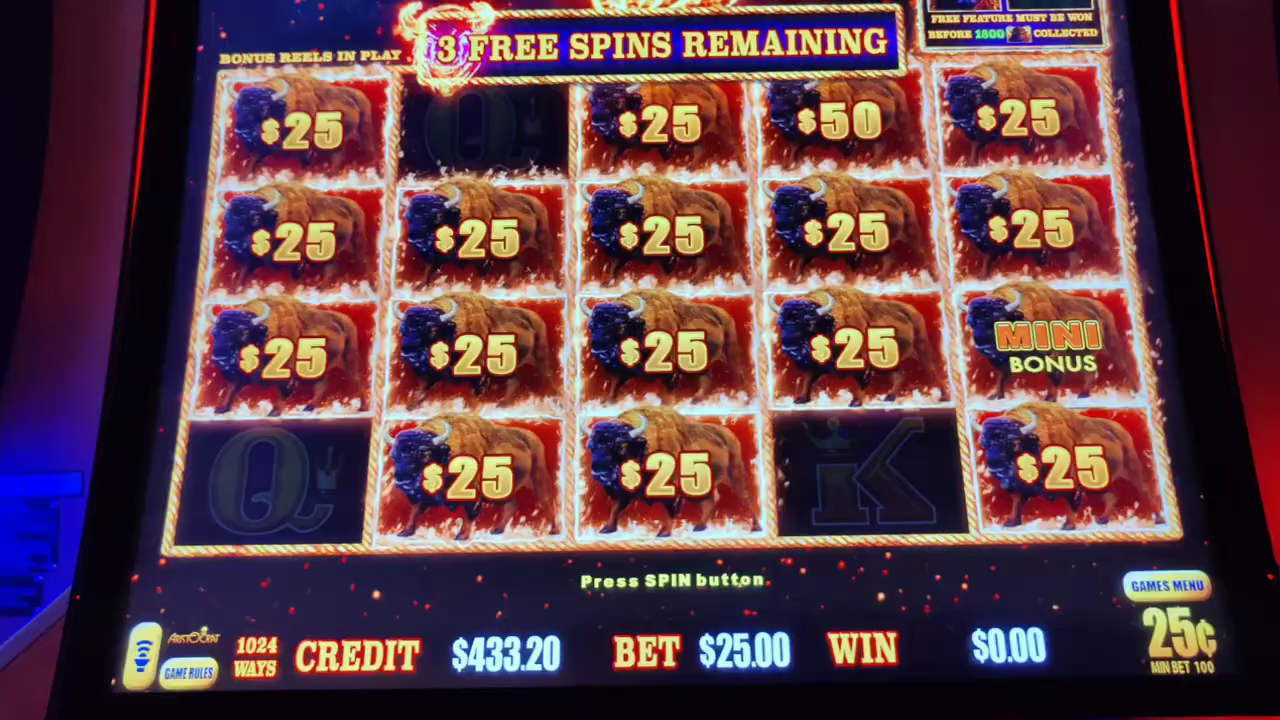 FREE FEATURE MUST BE WON
BEFORE 1800 COLLECTED
BONUS REELS IN PLAY
3 FREE SPINS REMAINING
$25 Q $25 $50 $25
$25 $25 $25 $25 $25
$25 $25 $25 $25 MINI BONUS
Q $25 $25 K $25
Press SPIN button
GAMES MENU
ARISTOCRAT
GAME RULES
1024 WAYS
CREDIT $433.20 BET $25.00 WIN $0.00
25¢
MIN BET 100